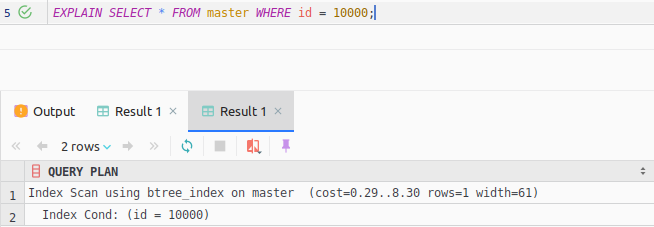 5 EXPLAIN SELECT * FROM master WHERE id = 10000;
Output Result 1 × Result 1 ×
2 rows
QUERY PLAN
1 Index Scan using btree_index on master (cost=0.29..8.30 rows=1 width=61)
2 Index Cond: (id = 10000)